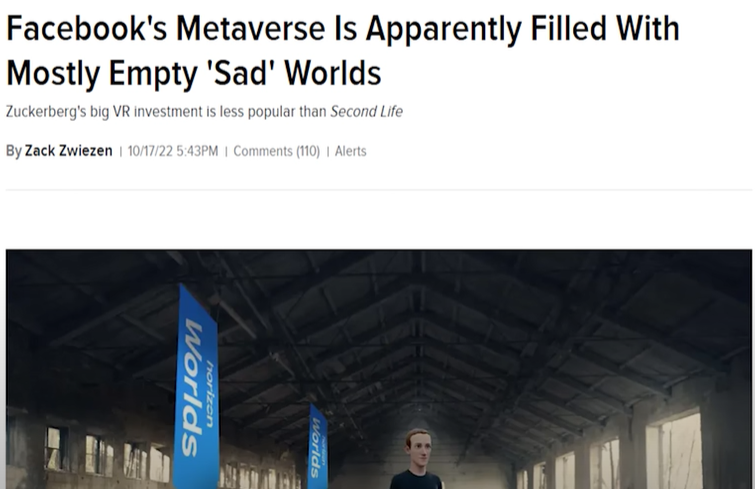 Facebook's Metaverse Is Apparently Filled With
Mostly Empty 'Sad' Worlds
Zuckerberg's big VR investment is less popular than Second Life
By Zack Zwiezen | 10/17/22 5:43PM | Comments (110) | Alerts
horizon
Worlds
horizon
Worlds